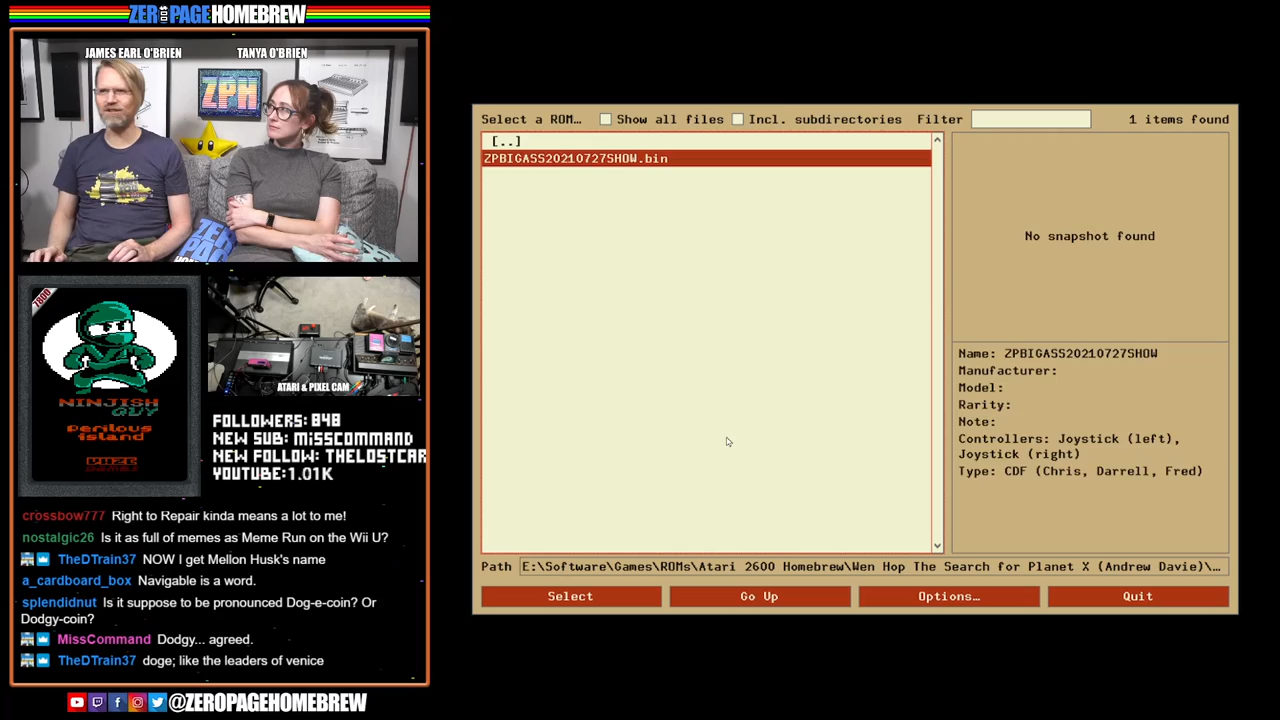 ZEROPAGEHOMEBREW
JAMES EARL O'BRIEN
TANYA O'BRIEN
ZPH
ZERO
PAGE
7800
NINJISH
GUY
Perilous
island
ATARI & PIXEL CAM
FOLLOWERS: 848
NEW SUB: MISSCOMMAND
NEW FOLLOW: THELOSTCAR
YOUTUBE:1.01K
crossbow777 Right to Repair kinda means a lot to me!
nostalgic26 Is it as full of memes as Meme Run on the Wii U?
TheDTrain37 NOW I get Mellon Husk's name
a_cardboard_box Navigable is a word.
splendidnut Is it suppose to be pronounced Dog-e-coin? Or
Dodgy-coin?
MissCommand Dodgy... agreed.
TheDTrain37 doge; like the leaders of venice
@ZEROPAGEHOMEBREW
Select a ROM… Show all files Incl. subdirectories Filter 1 items found
[..]
ZPBIGASS20210727SHOW.bin
No snapshot found
Name: ZPBIGASS20210727SHOW
Manufacturer:
Model:
Rarity:
Note:
Controllers: Joystick (left),
Joystick (right)
Type: CDF (Chris, Darrell, Fred)
Path E:\Software\Games\ROMs\Atari 2600 Homebrew\Wen Hop The Search for Planet X (Andrew Davie)\…
Select Go Up Options… Quit